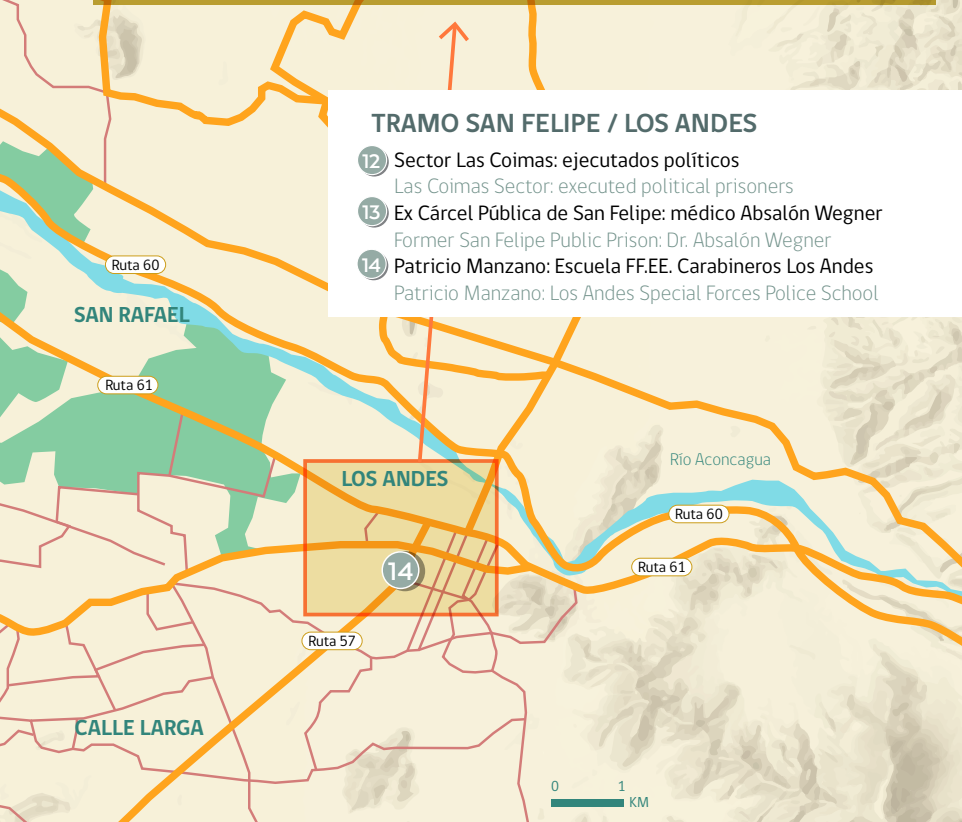 TRAMO SAN FELIPE / LOS ANDES
12 Sector Las Coimas: ejecutados políticos
Las Coimas Sector: executed political prisoners
13 Ex Cárcel Pública de San Felipe: médico Absalón Wegner
Former San Felipe Public Prison: Dr. Absalón Wegner
14 Patricio Manzano: Escuela FF.EE. Carabineros Los Andes
Patricio Manzano: Los Andes Special Forces Police School
Ruta 60
SAN RAFAEL
Ruta 61
Río Aconcagua
LOS ANDES
Ruta 60
Ruta 61
14
Ruta 57
CALLE LARGA
0 1
KM